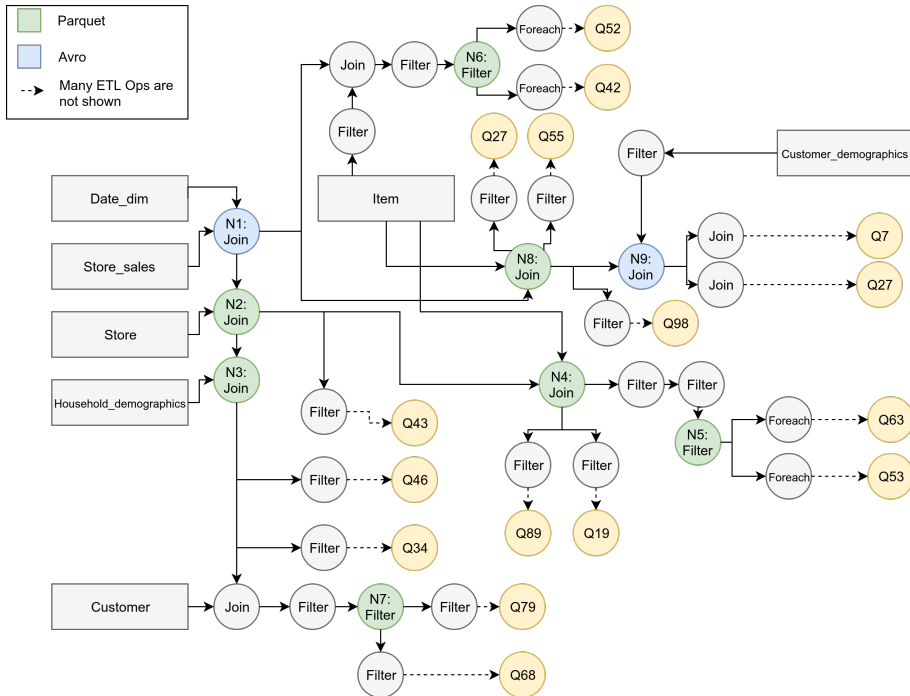 Parquet
Avro
Many ETL Ops are
not shown
Foreach
Q52
Join
Filter
N6:
Filter
Foreach
Q42
Filter
Q27
Q55
Filter
Customer_demographics
Date_dim
Item
Filter
Filter
N1:
Join
Store_sales
N8:
Join
N9:
Join
Join
Q7
Join
Q27
Store
N2:
Join
Filter
Q98
Household_demographics
N3:
Join
N4:
Join
Filter
Filter
Filter
Q43
N5:
Filter
Foreach
Q63
Filter
Q46
Filter
Filter
Foreach
Q53
Q89
Q19
Filter
Q34
Customer
Join
Filter
N7:
Filter
Filter
Q79
Filter
Q68